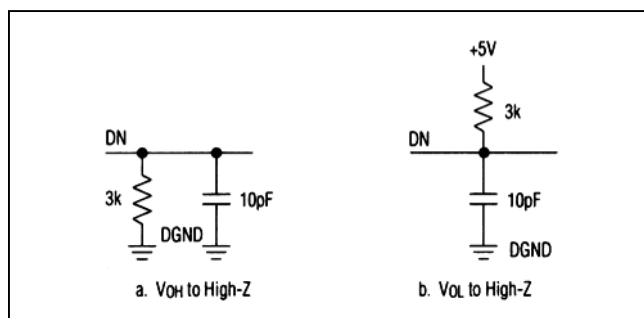 DN
3k
10pF
DGND
a. VOH to High-Z
+5V
3k
DN
10pF
DGND
b. VOL to High-Z